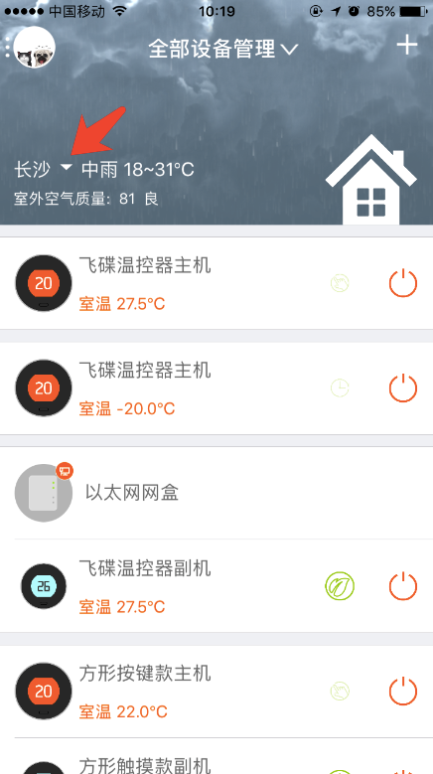 中国移动 10:19 85%
全部设备管理
长沙 中雨 18~31℃
室外空气质量: 81 良
20
飞碟温控器主机
室温 27.5℃
20
飞碟温控器主机
室温 -20.0℃
以太网网盒
26
飞碟温控器副机
室温 27.5℃
20
方形按键款主机
室温 22.0℃
方形触摸款副机